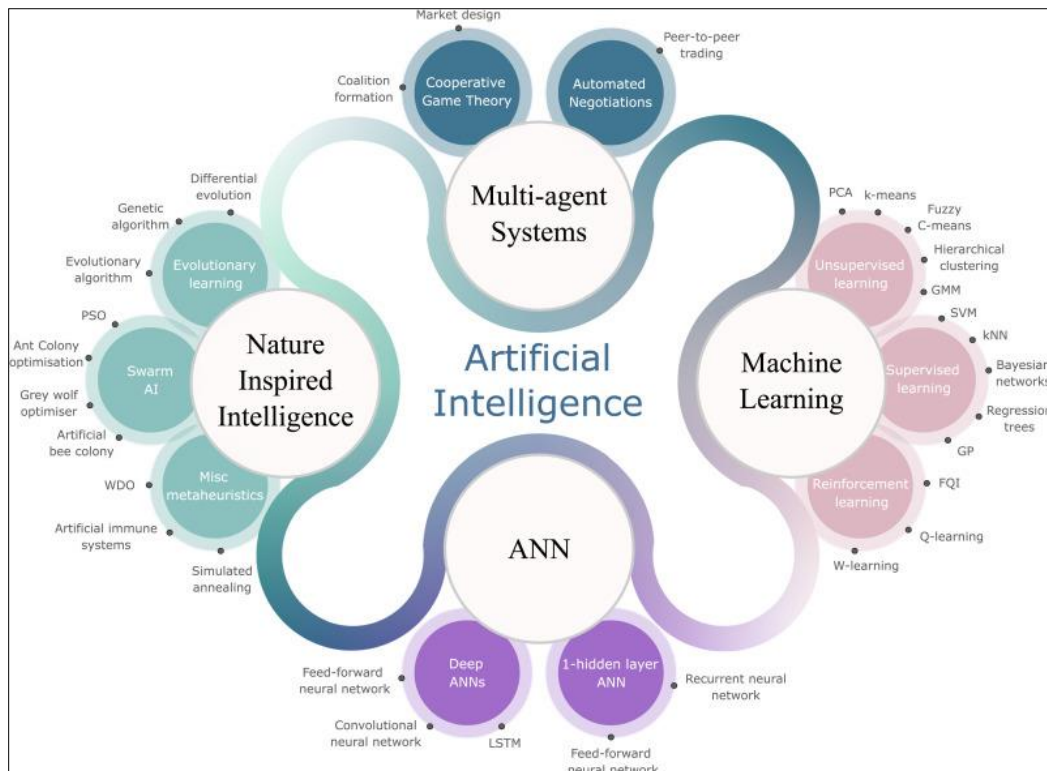 Market design
Peer-to-peer
trading
Coalition
formation
Cooperative
Game Theory
Automated
Negotiations
Multi-agent
Systems
Differential
evolution
Genetic
algorithm
Evolutionary
algorithm
Evolutionary
learning
PSO
Ant Colony
optimisation
Swarm
AI
Grey wolf
optimiser
Artificial
bee colony
Misc
metaheuristics
WDO
Artificial immune
systems
Simulated
annealing
Nature
Inspired
Intelligence
Artificial
Intelligence
Machine
Learning
PCA
k-means
Fuzzy
C-means
Hierarchical
clustering
GMM
Unsupervised
learning
SVM
kNN
Bayesian
networks
Regression
trees
GP
Supervised
learning
FQI
Q-learning
W-learning
Reinforcement
learning
ANN
Deep
ANNs
1-hidden layer
ANN
Feed-forward
neural network
Convolutional
neural network
LSTM
Recurrent neural
network
Feed-forward
neural network